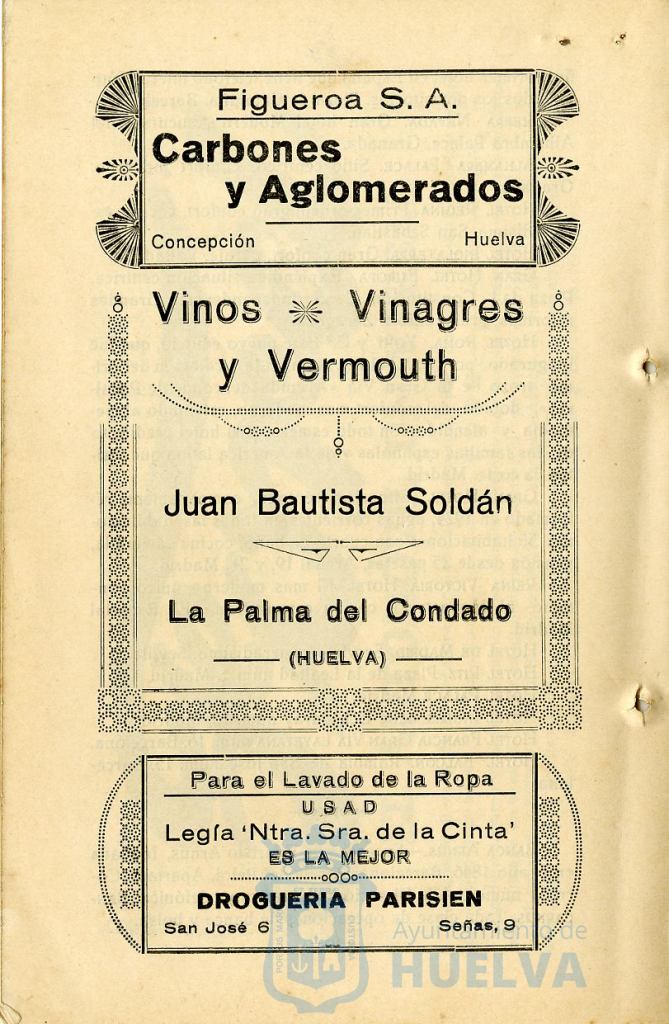 Figueroa S. A.
Carbones
y Aglomerados
Concepción Huelva
Vinos Vinagres
y Vermouth
Juan Bautista Soldán
La Palma del Condado
(HUELVA)
Para el Lavado de la Ropa
USAD
Legía 'Ntra. Sra. de la Cinta'
ES LA MEJOR
DROGUERIA PARISIEN
San José 6 Señas, 9
Ayuntamiento de
HUELVA